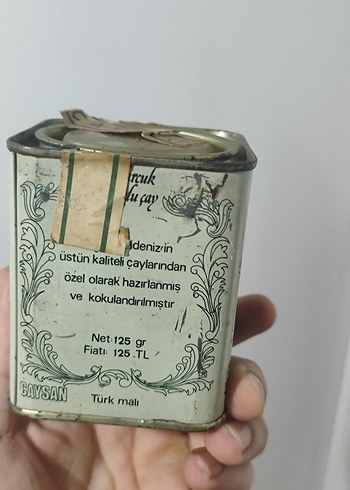 rcuk
lu çay
denizin
üstün kaliteli çaylarından
özel olarak hazırlanmış
ve kokulandırılmıştır
Net 125 gr
Fiatı 125 TL
ÇAYSAN
Türk malı